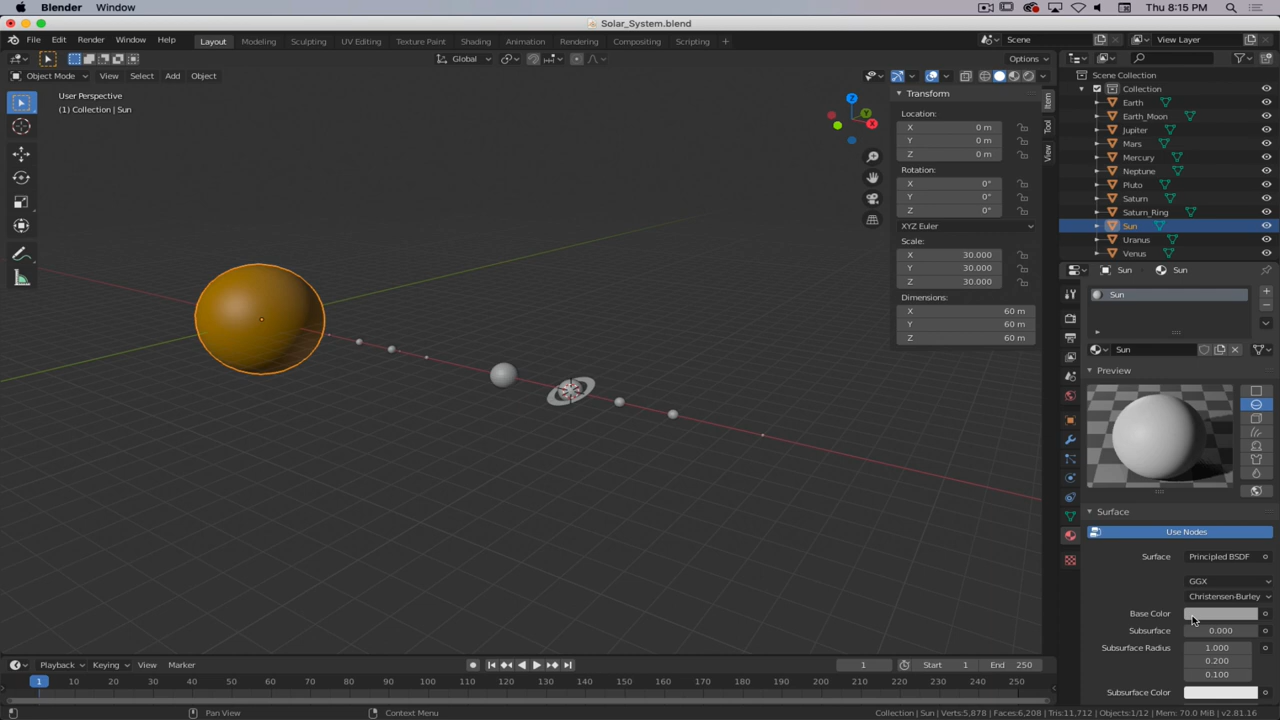 Blender Window Thu 8:15 PM
Solar_System.blend
File Edit Render Window Help Layout Modeling Sculpting UV Editing Texture Paint Shading Animation Rendering Compositing Scripting + Scene View Layer
Global Options
Object Mode View Select Add Object
Scene Collection
Collection
Earth
Earth_Moon
Jupiter
Mars
Mercury
Neptune
Pluto
Saturn
Saturn_Ring
Sun
Uranus
Venus
User Perspective
(1) Collection | Sun
Z
Y
X
Transform
Location:
X 0 m
Y 0 m
Z 0 m
Rotation:
X 0°
Y 0°
Z 0°
XYZ Euler
Scale:
X 30.000
Y 30.000
Z 30.000
Dimensions:
X 60 m
Y 60 m
Z 60 m
Item
Tool
View
Sun Sun
Sun
Sun
Preview
Surface
Use Nodes
Surface Principled BSDF
GGX
Christensen-Burley
Base Color
Subsurface 0.000
Subsurface Radius 1.000
0.200
0.100
Subsurface Color
Playback Keying View Marker 1 Start 1 End 250
1 10 20 30 40 50 60 70 80 90 100 110 120 130 140 150 160 170 180 190 200 210 220 230 240 250
Pan View Context Menu Collection | Sun | Verts:5,878 | Faces:6,208 | Tris:11,712 | Objects:1/12 | Mem: 70.0 MiB | v2.81.16